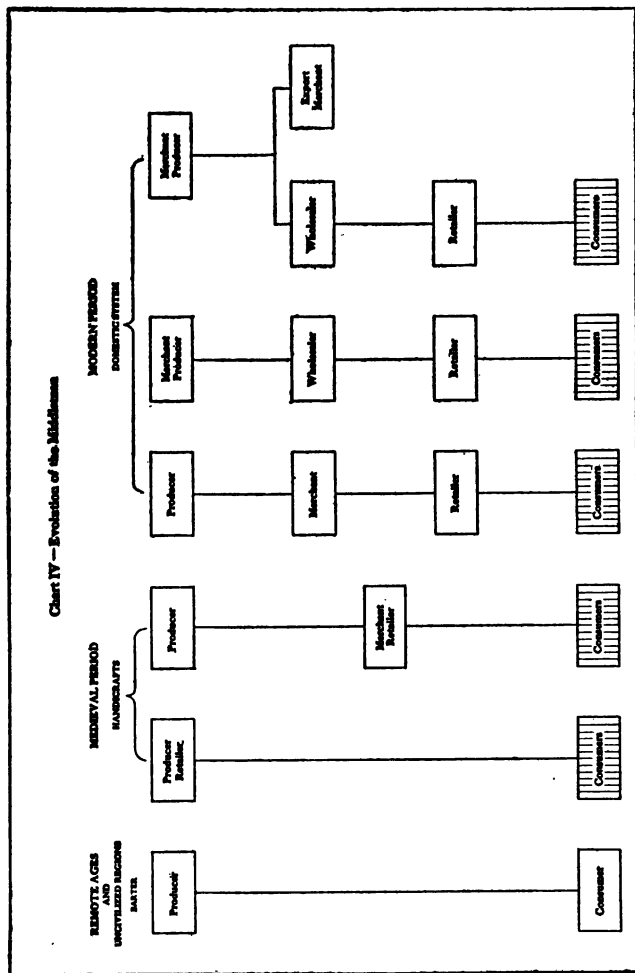 Chart IV — Evolution of the Middleman
REMOTE AGES
AND
UNCIVILIZED REGIONS
BARTER
Producer
Consumer
MEDIEVAL PERIOD
HANDICRAFTS
Producer
Retailer
Consumers
Producer
Merchant
Retailer
Consumers
MODERN PERIOD
DOMESTIC SYSTEM
Producer
Merchant
Retailer
Consumers
Merchant
Producer
Wholesaler
Retailer
Consumers
Merchant
Producer
Wholesaler
Export
Merchant
Retailer
Consumers